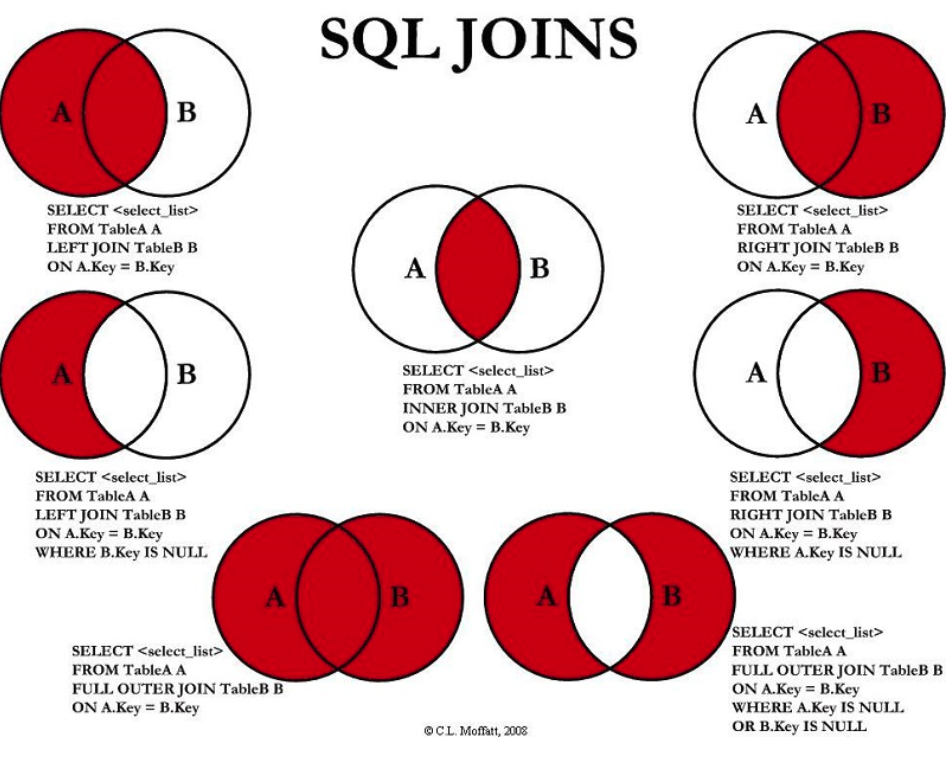 SQL JOINS
A B
SELECT <select_list>
FROM TableA A
LEFT JOIN TableB B
ON A.Key = B.Key
A B
SELECT <select_list>
FROM TableA A
RIGHT JOIN TableB B
ON A.Key = B.Key
A B
SELECT <select_list>
FROM TableA A
INNER JOIN TableB B
ON A.Key = B.Key
A B
SELECT <select_list>
FROM TableA A
LEFT JOIN TableB B
ON A.Key = B.Key
WHERE B.Key IS NULL
A B
SELECT <select_list>
FROM TableA A
RIGHT JOIN TableB B
ON A.Key = B.Key
WHERE A.Key IS NULL
A B
SELECT <select_list>
FROM TableA A
FULL OUTER JOIN TableB B
ON A.Key = B.Key
A B
SELECT <select_list>
FROM TableA A
FULL OUTER JOIN TableB B
ON A.Key = B.Key
WHERE A.Key IS NULL
OR B.Key IS NULL
© C.L. Moffatt, 2008